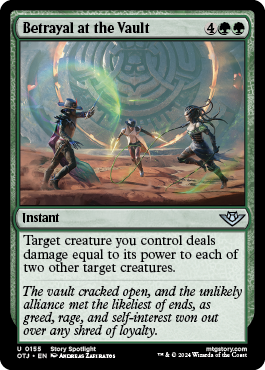 Betrayal at the Vault 4
Instant
Target creature you control deals
damage equal to its power to each of
two other target creatures.
The vault cracked open, and the unlikely
alliance met the likeliest of ends, as
greed, rage, and self-interest won out
over any shred of loyalty.
U 0155 Story Spotlight mtgstory.com
OTJ • EN Andreas Zafiratos ™ & © 2024 Wizards of the Coast